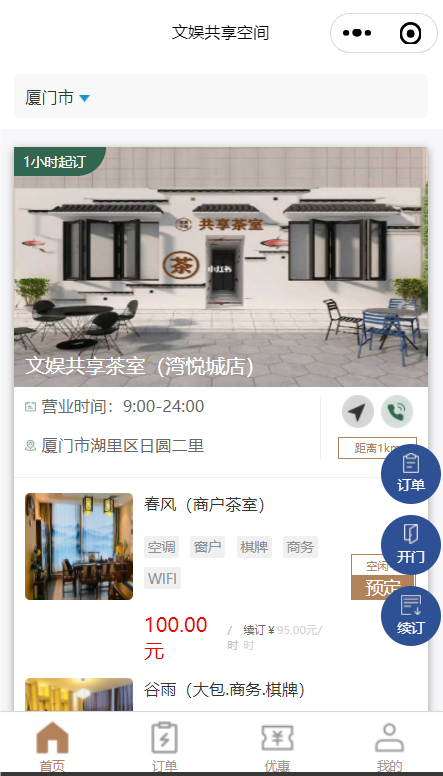 文娱共享空间
厦门市
1小时起订
共享茶室
茶
小红书
文娱共享茶室（湾悦城店）
营业时间：9:00-24:00
厦门市湖里区日圆二里
距离1km
订单
春风（商户茶室）
空调 窗户 棋牌 商务
WIFI
开门
空闲
预定
100.00元
/时
续订￥95.00元/时
续订
谷雨（大包.商务.棋牌）
首页 订单 优惠 我的